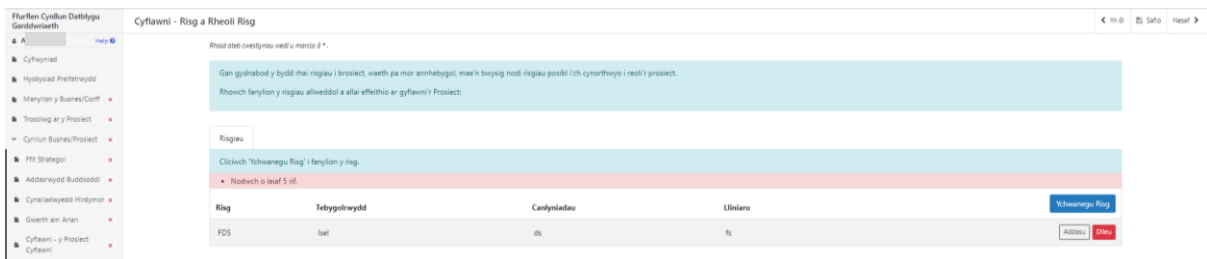 Ffurflen Cynllun Datblygu
Garddwriaeth
A
Help
Cyflwyniad
Hysbysiad Preifatrwydd
Manylion y Busnes/Corff
Trosolwg ar y Prosiect
Cynllun Busnes/Prosiect
Ffit Strategol
Addasrwydd Buddsoddi
Cynaliadwyedd Hirdymor
Gwerth am Arian
Cyflawni - y Prosiect
Cyflawni
Cyflawni - Risg a Rheoli Risg
Yn ôl Safio Nesaf
Rhaid ateb cwestiynau wedi'u marcio â *.
Gan gydnabod y bydd rhai risgiau i brosiect, waeth pa mor annhebygol, mae'n bwysig nodi risgiau posibl i'ch cynorthwyo i reoli'r prosiect.
Rhowch fanylion y risgiau allweddol a allai effeithio ar gyflawni'r Prosiect:
Risgiau
Cliciwch 'Ychwanegu Risg' i fanylion y risg.
Nodwch o leiaf 5 rif.
Risg Tebygolrwydd Canlyniadau Lliniaru Ychwanegu Risg
FDS Isel ds fs Addasu Dileu